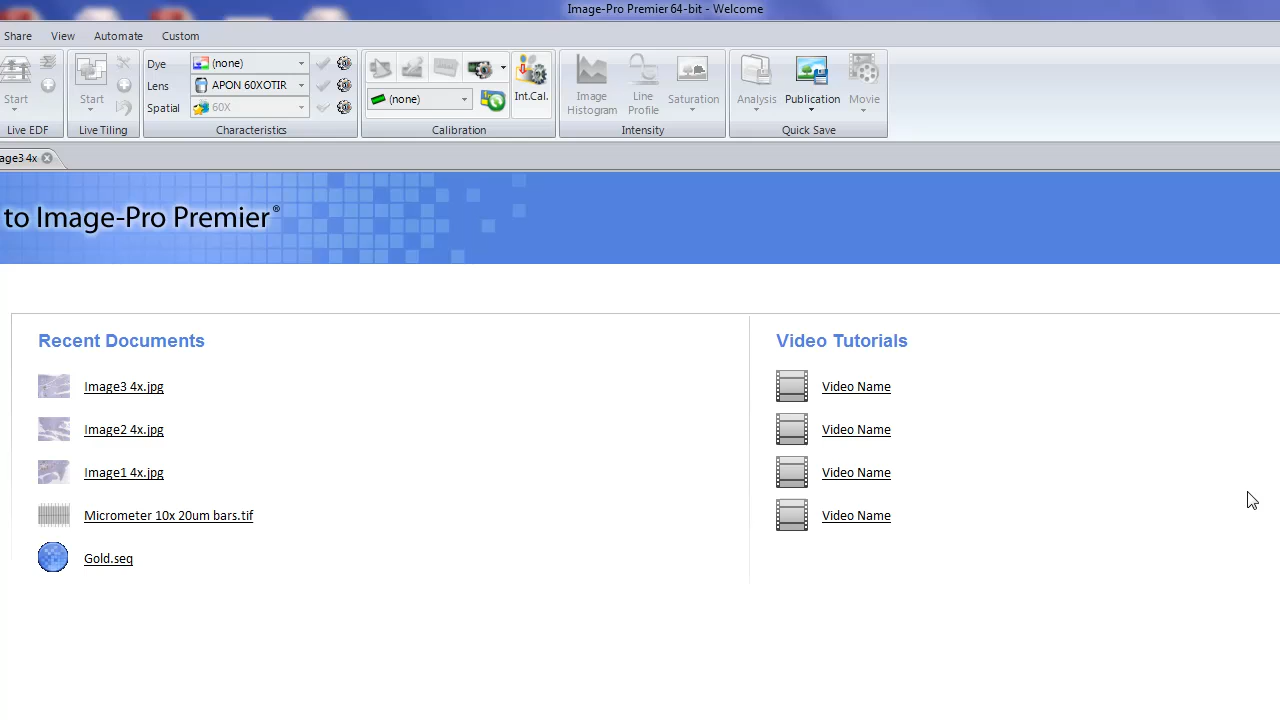 Image-Pro Premier 64-bit - Welcome
Share View Automate Custom
Dye (none)
Lens APON 60XOTIR
Spatial 60X
Start
Start
(none)
Int.Cal.
Image Histogram
Line Profile
Saturation
Analysis
Publication
Movie
Live EDF
Live Tiling
Characteristics
Calibration
Intensity
Quick Save
age3 4x
to Image-Pro Premier®
Recent Documents
Image3 4x.jpg
Image2 4x.jpg
Image1 4x.jpg
Micrometer 10x 20um bars.tif
Gold.seq
Video Tutorials
Video Name
Video Name
Video Name
Video Name